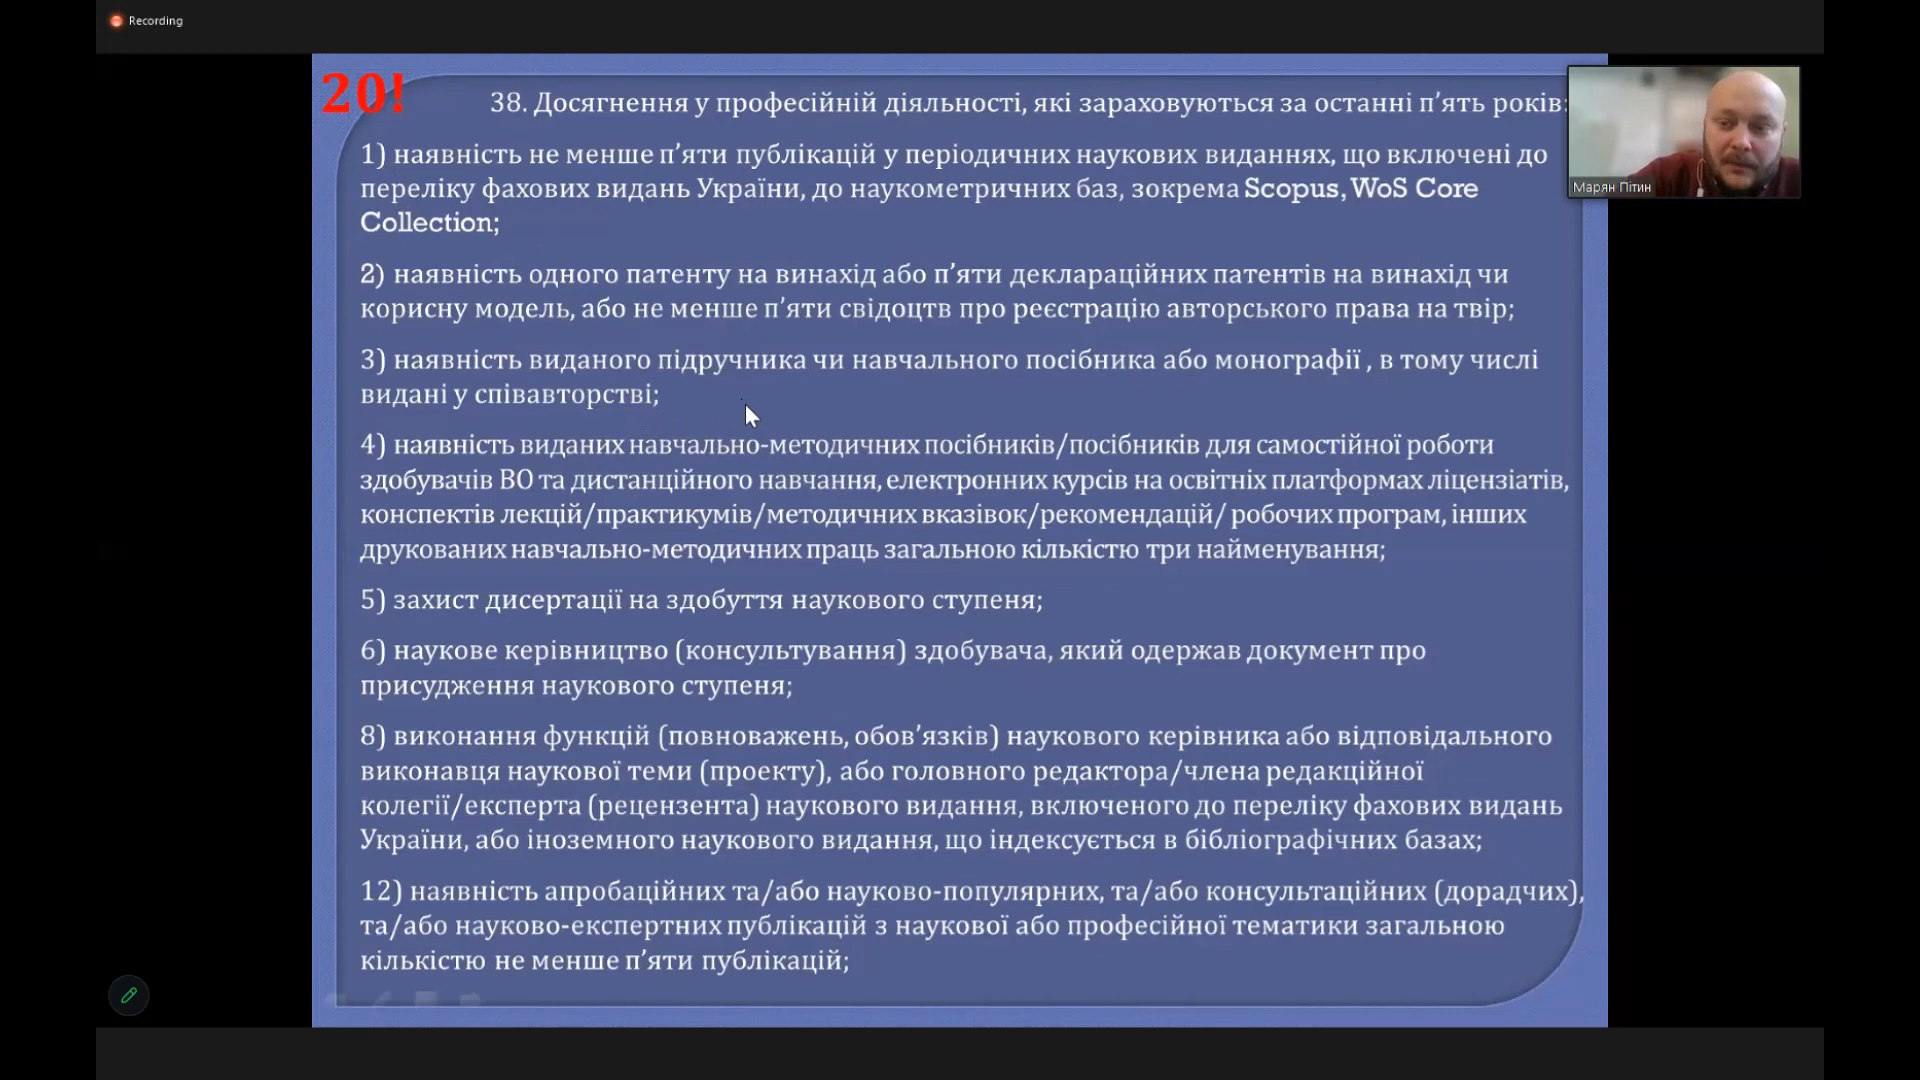 Recording
20!
38. Досягнення у професійній діяльності, які зараховуються за останні п’ять років:
Марян Пітин
1) наявність не менше п’яти публікацій у періодичних наукових виданнях, що включені до
переліку фахових видань України, до наукометричних баз, зокрема Scopus, WoS Core
Collection;
2) наявність одного патенту на винахід або п’яти деклараційних патентів на винахід чи
корисну модель, або не менше п’яти свідоцтв про реєстрацію авторського права на твір;
3) наявність виданого підручника чи навчального посібника або монографії , в тому числі
видані у співавторстві;
4) наявність виданих навчально-методичних посібників/посібників для самостійної роботи
здобувачів ВО та дистанційного навчання, електронних курсів на освітніх платформах ліцензіатів,
конспектів лекцій/практикумів/методичних вказівок/рекомендацій/ робочих програм, інших
друкованих навчально-методичних праць загальною кількістю три найменування;
5) захист дисертації на здобуття наукового ступеня;
6) наукове керівництво (консультування) здобувача, який одержав документ про
присудження наукового ступеня;
8) виконання функцій (повноважень, обов’язків) наукового керівника або відповідального
виконавця наукової теми (проекту), або головного редактора/члена редакційної
колегії/експерта (рецензента) наукового видання, включеного до переліку фахових видань
України, або іноземного наукового видання, що індексується в бібліографічних базах;
12) наявність апробаційних та/або науково-популярних, та/або консультаційних (дорадчих),
та/або науково-експертних публікацій з наукової або професійної тематики загальною
кількістю не менше п’яти публікацій;